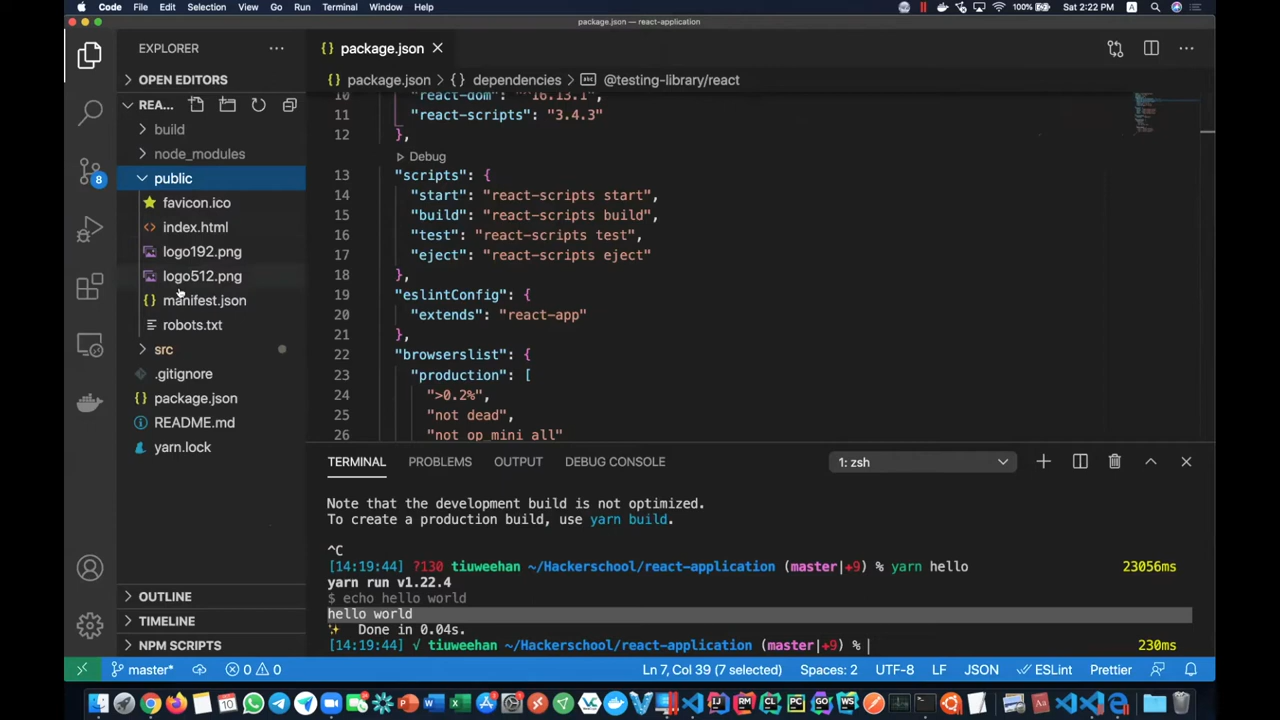 Code File Edit Selection View Go Run Terminal Window Help 100% Sat 2:22 PM A
package.json — react-application
EXPLORER
package.json
OPEN EDITORS
package.json dependencies @testing-library/react
REA...
build
node_modules
public
favicon.ico
index.html
logo192.png
logo512.png
manifest.json
robots.txt
src
.gitignore
package.json
README.md
yarn.lock
OUTLINE
TIMELINE
NPM SCRIPTS
8
10 "react-dom": "^16.13.1",
11 "react-scripts": "3.4.3"
12 },
Debug
13 "scripts": {
14 "start": "react-scripts start",
15 "build": "react-scripts build",
16 "test": "react-scripts test",
17 "eject": "react-scripts eject"
18 },
19 "eslintConfig": {
20 "extends": "react-app"
21 },
22 "browserslist": {
23 "production": [
24 ">0.2%",
25 "not dead",
26 "not op_mini all"
TERMINAL PROBLEMS OUTPUT DEBUG CONSOLE 1: zsh
Note that the development build is not optimized.
To create a production build, use yarn build.
^C
[14:19:44] ?130 tiuweehan ~/Hackerschool/react-application (master|+9) % yarn hello 23056ms
yarn run v1.22.4
$ echo hello world
hello world
Done in 0.04s.
[14:19:44] √ tiuweehan ~/Hackerschool/react-application (master|+9) % 230ms
master* 0 0 Ln 7, Col 39 (7 selected) Spaces: 2 UTF-8 LF JSON ESLint Prettier